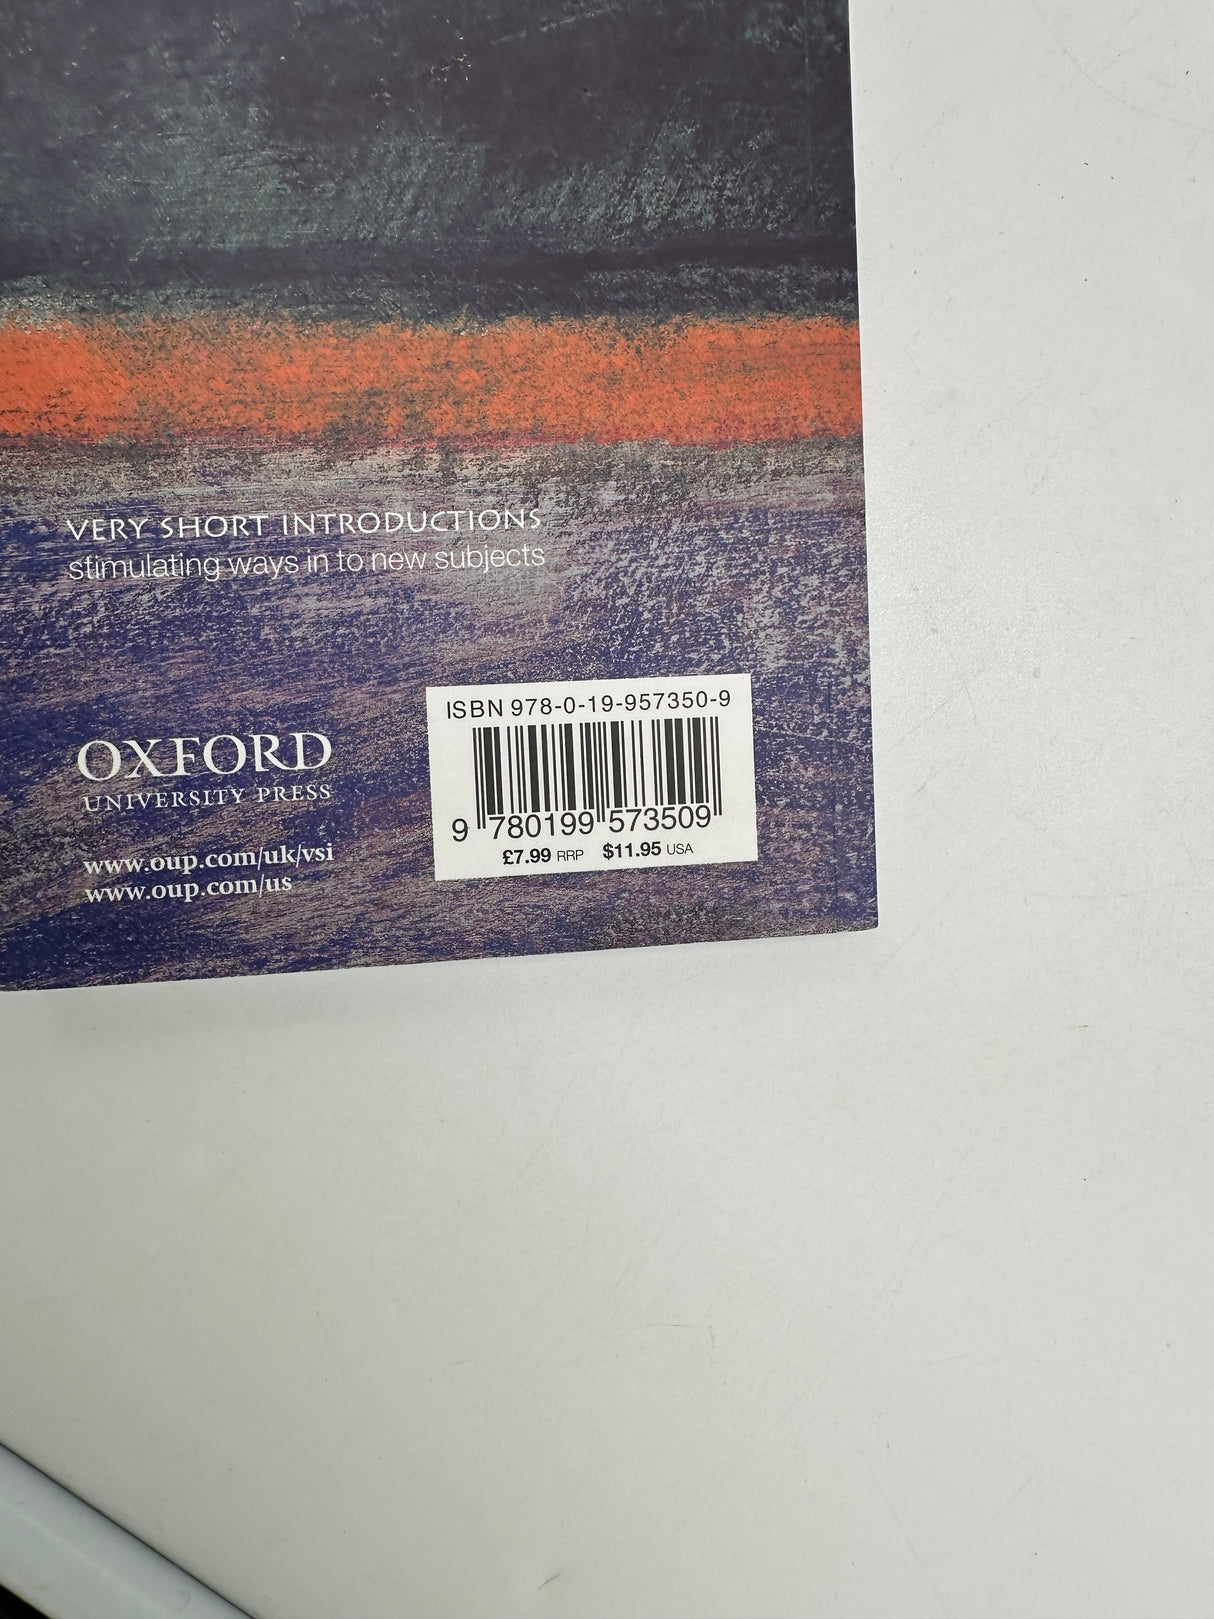 VERY SHORT INTRODUCTIONS
stimulating ways in to new subjects
ISBN 978-0-19-957350-9
OXFORD
UNIVERSITY PRESS
9 780199 573509
£7.99 RRP $11.95 USA
www.oup.com/uk/vsi
www.oup.com/us